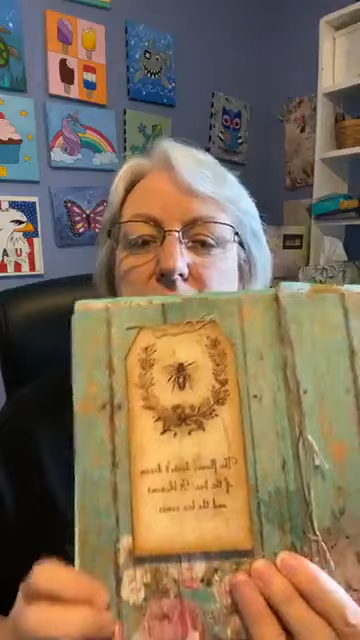 The flower doesn't dream
of the bee. It blossoms
and the bee comes.